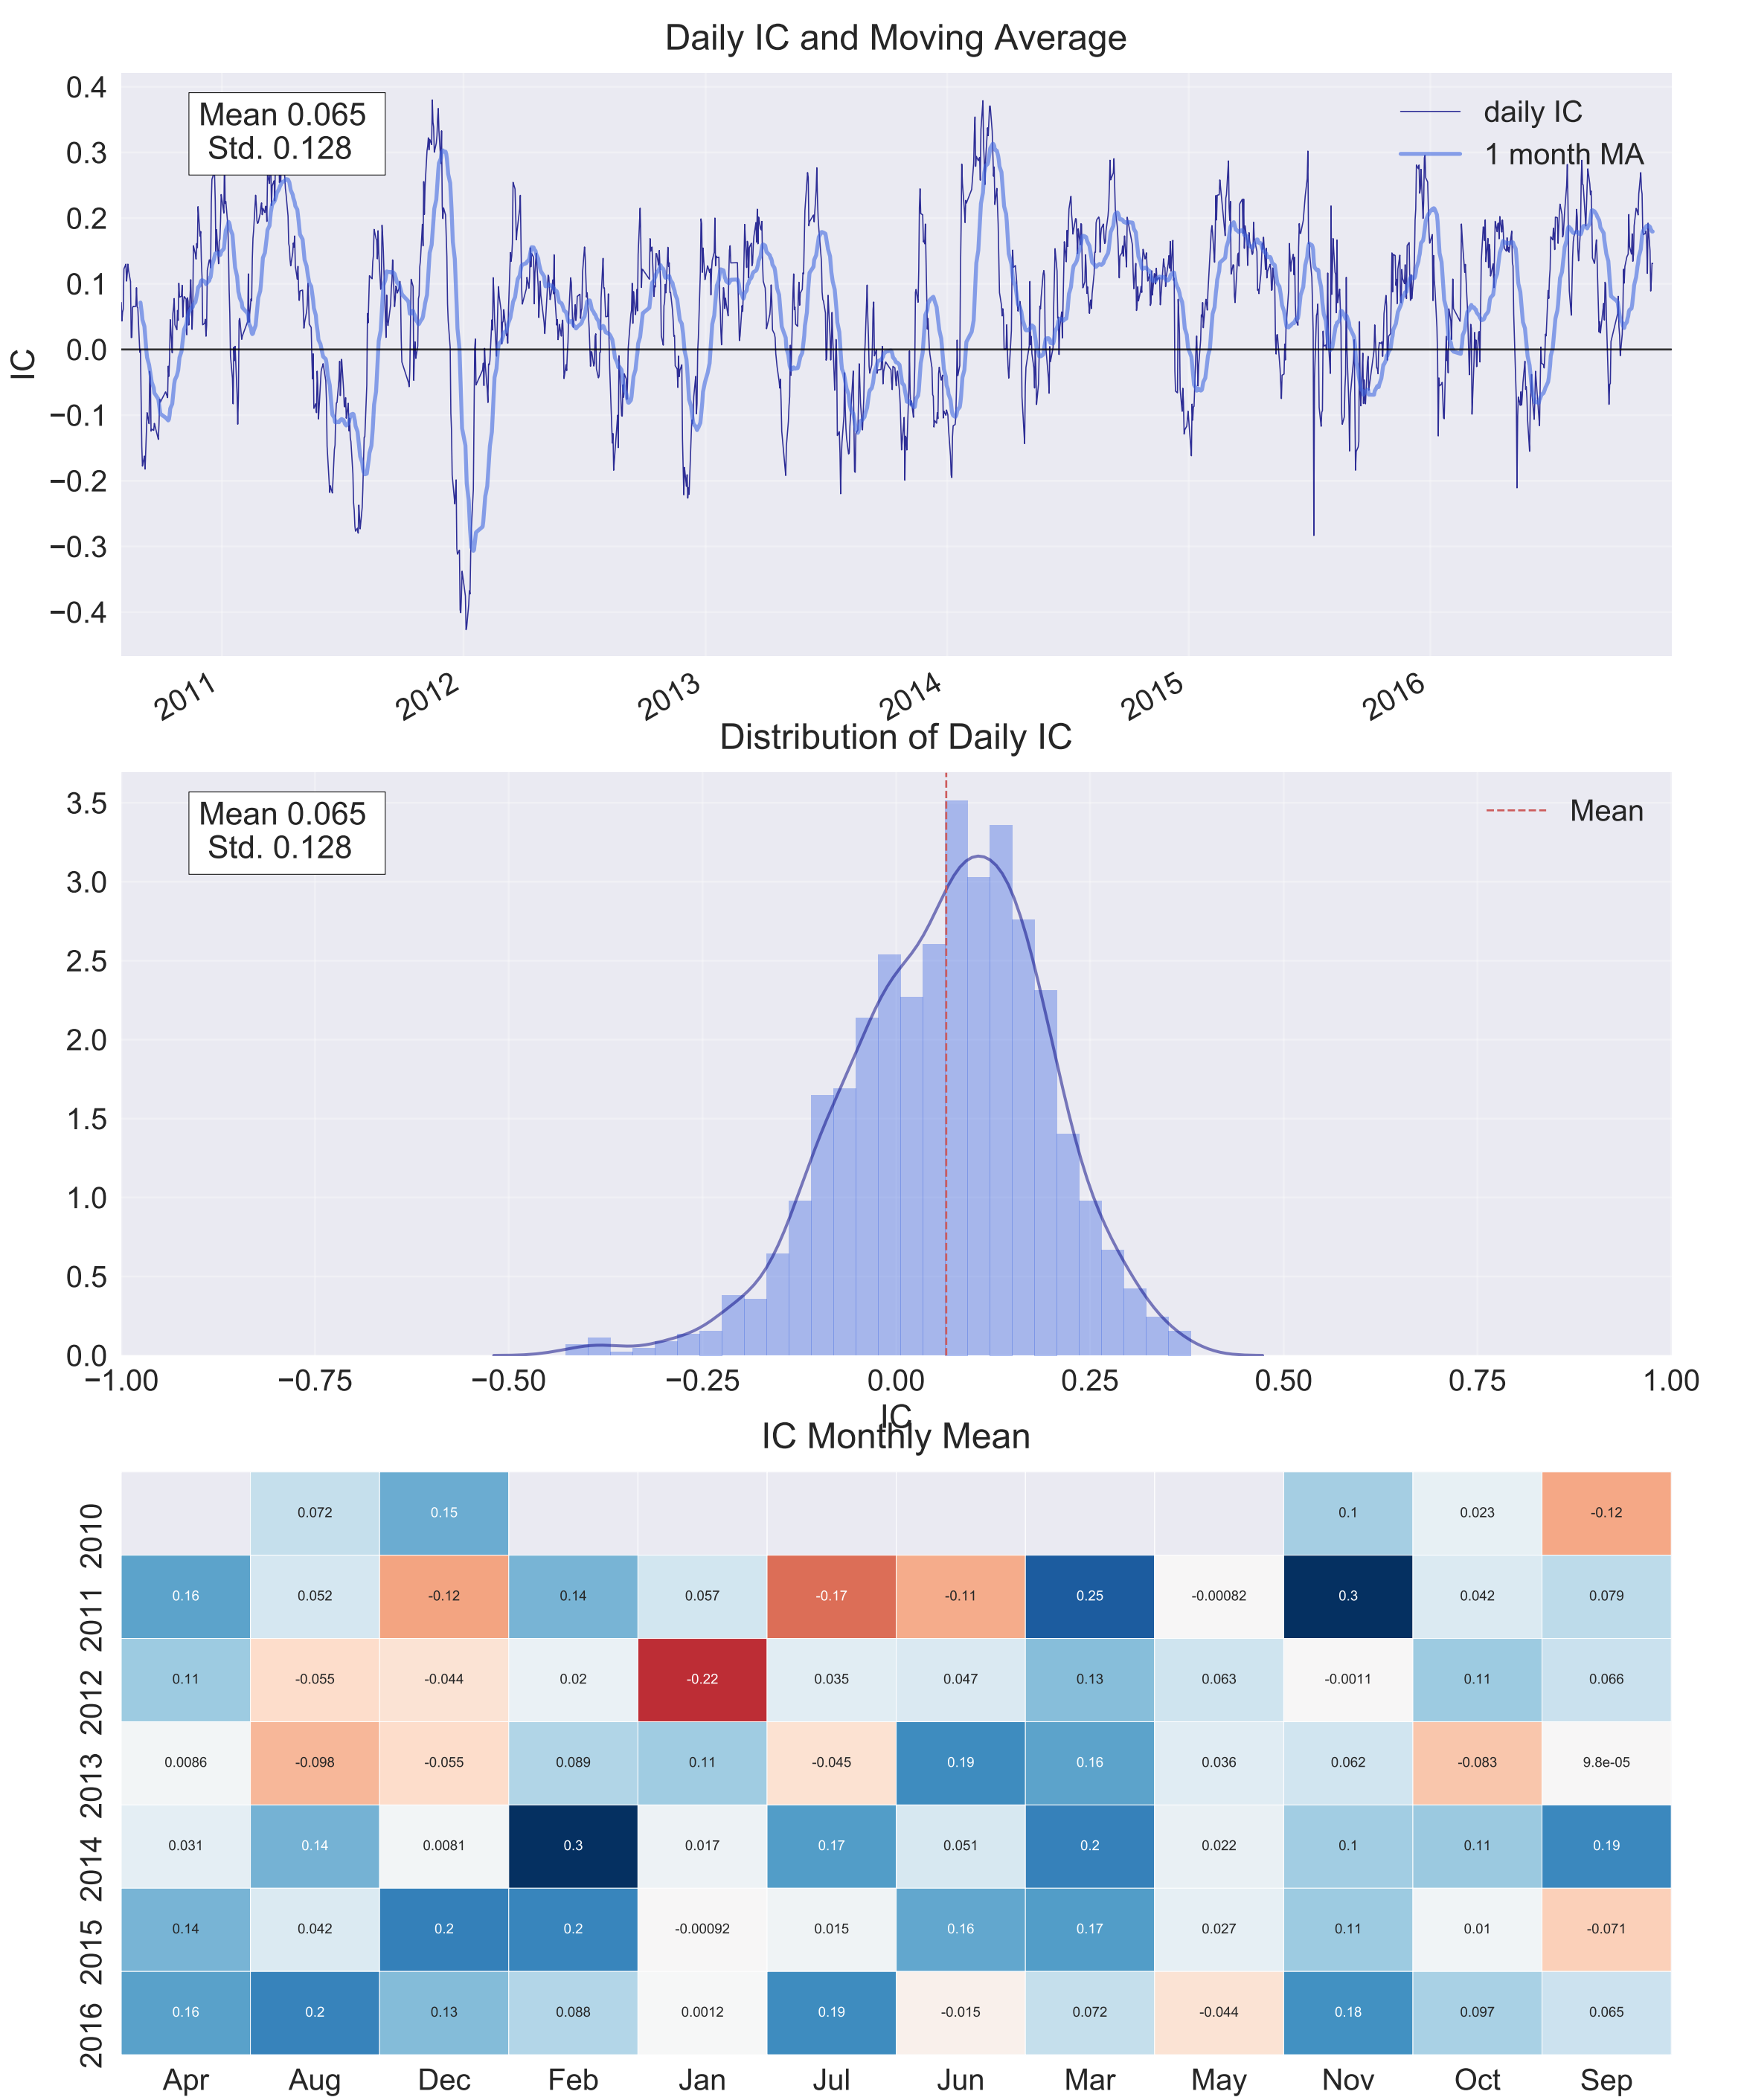 Daily IC and Moving Average
0.4
0.3
0.2
0.1
0.0
−0.1
−0.2
−0.3
−0.4
IC
Mean 0.065
Std. 0.128
daily IC
1 month MA
2011 2012 2013 2014 2015 2016
Distribution of Daily IC
3.5
3.0
2.5
2.0
1.5
1.0
0.5
0.0
Mean 0.065
Std. 0.128
Mean
−1.00 −0.75 −0.50 −0.25 0.00 0.25 0.50 0.75 1.00
IC
IC Monthly Mean
2010 0.072 0.15 0.1 0.023 -0.12
2011 0.16 0.052 -0.12 0.14 0.057 -0.17 -0.11 0.25 -0.00082 0.3 0.042 0.079
2012 0.11 -0.055 -0.044 0.02 -0.22 0.035 0.047 0.13 0.063 -0.0011 0.11 0.066
2013 0.0086 -0.098 -0.055 0.089 0.11 -0.045 0.19 0.16 0.036 0.062 -0.083 9.8e-05
2014 0.031 0.14 0.0081 0.3 0.017 0.17 0.051 0.2 0.022 0.1 0.11 0.19
2015 0.14 0.042 0.2 0.2 -0.00092 0.015 0.16 0.17 0.027 0.11 0.01 -0.071
2016 0.16 0.2 0.13 0.088 0.0012 0.19 -0.015 0.072 -0.044 0.18 0.097 0.065
Apr Aug Dec Feb Jan Jul Jun Mar May Nov Oct Sep